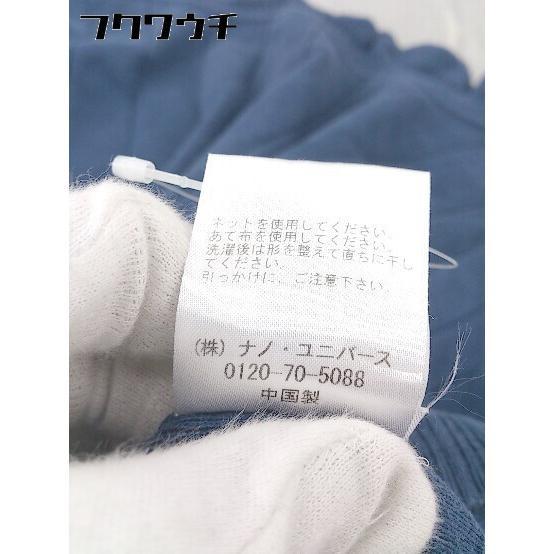 フクワウチ
ネットを使用してください。
あて布を使用してください。
洗濯後は形を整えて直ちに干し
てください。
引っかけに、ご注意下さい。
(株) ナノ・ユニバース
0120-70-5088
中国製